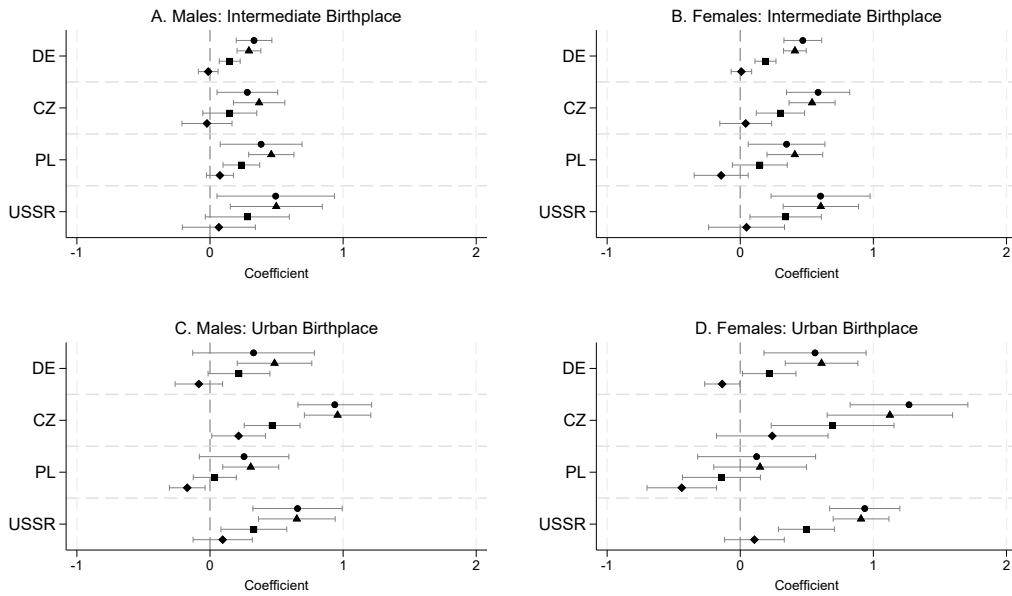 A. Males: Intermediate Birthplace
DE
CZ
PL
USSR
-1 0 1 2
Coefficient
B. Females: Intermediate Birthplace
DE
CZ
PL
USSR
-1 0 1 2
Coefficient
C. Males: Urban Birthplace
DE
CZ
PL
USSR
-1 0 1 2
Coefficient
D. Females: Urban Birthplace
DE
CZ
PL
USSR
-1 0 1 2
Coefficient